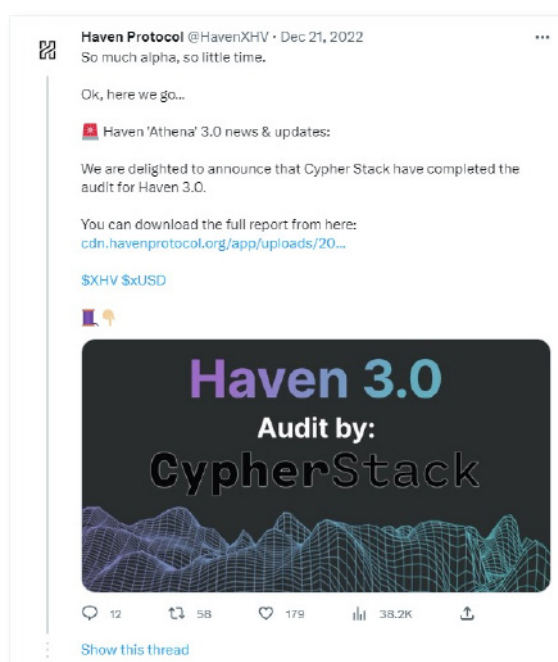 Haven Protocol @HavenXHV · Dec 21, 2022
So much alpha, so little time.
Ok, here we go...
🚨 Haven 'Athena' 3.0 news & updates:
We are delighted to announce that Cypher Stack have completed the
audit for Haven 3.0.
You can download the full report from here:
cdn.havenprotocol.org/app/uploads/20...
$XHV $xUSD
🧵👇🏼
Haven 3.0
Audit by:
CypherStack
12 58 179 38.2K
Show this thread